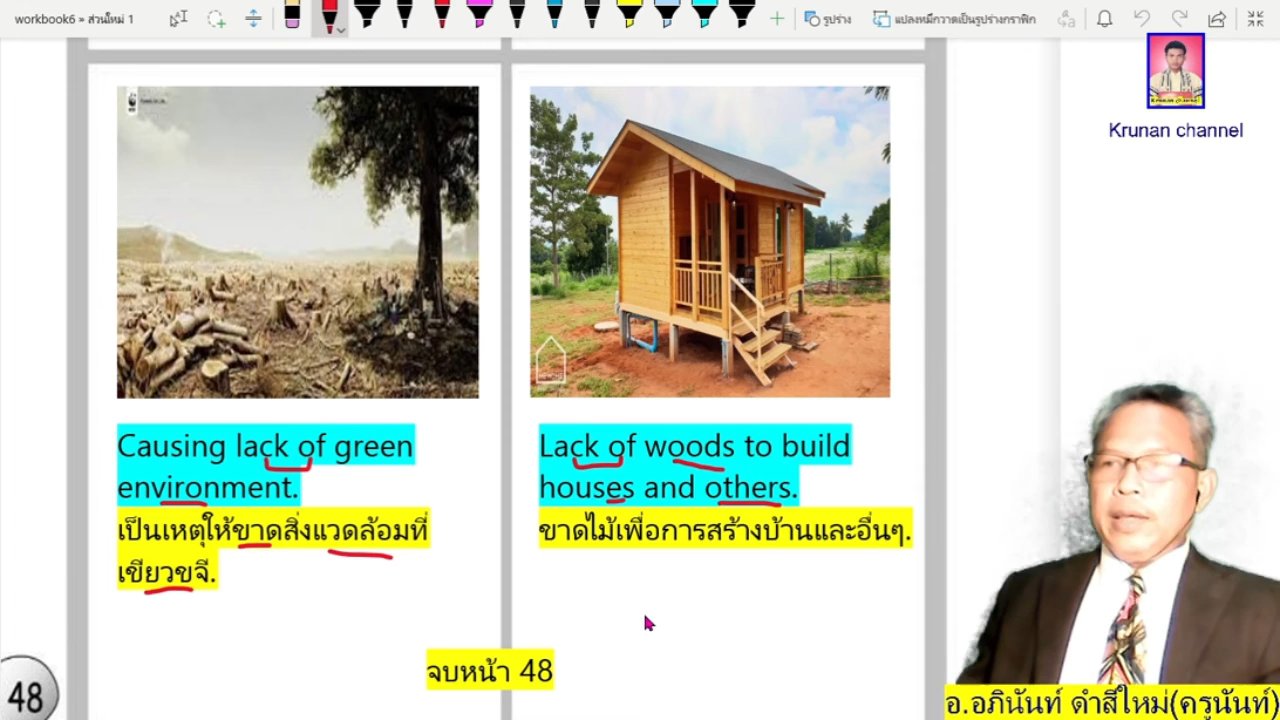 workbook6 » ส่วนใหม่ 1
รูปร่าง
แปลงหมึกวาดเป็นรูปร่างกราฟิก
Krunan channel
Causing lack of green
environment.
เป็นเหตุให้ขาดสิ่งแวดล้อมที่
เขียวขจี.
Lack of woods to build
houses and others.
ขาดไม้เพื่อการสร้างบ้านและอื่นๆ.
จบหน้า 48
48
อ.อภินันท์ ดำสีใหม่(ครูนันท์)